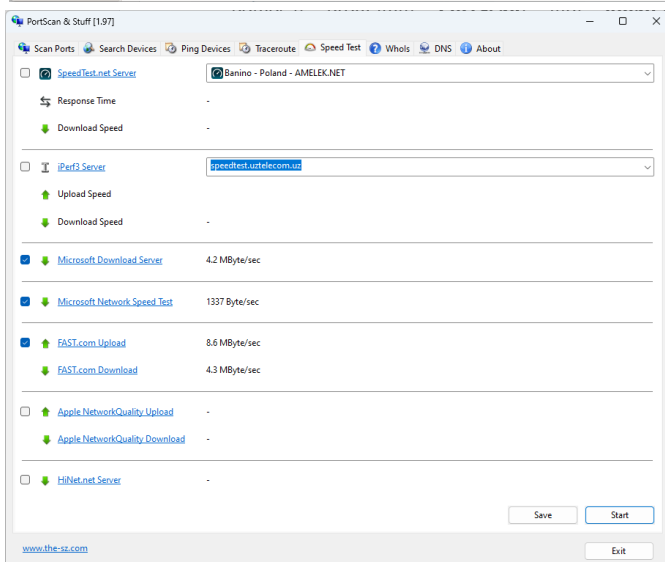 PortScan & Stuff [1.97]
Scan Ports Search Devices Ping Devices Traceroute Speed Test WhoIs DNS About
SpeedTest.net Server Banino - Poland - AMELEK.NET
Response Time -
Download Speed -
iPerf3 Server speedtest.uztelecom.uz
Upload Speed
Download Speed -
Microsoft Download Server 4.2 MByte/sec
Microsoft Network Speed Test 1337 Byte/sec
FAST.com Upload 8.6 MByte/sec
FAST.com Download 4.3 MByte/sec
Apple NetworkQuality Upload -
Apple NetworkQuality Download -
HiNet.net Server -
Save Start
www.the-sz.com Exit